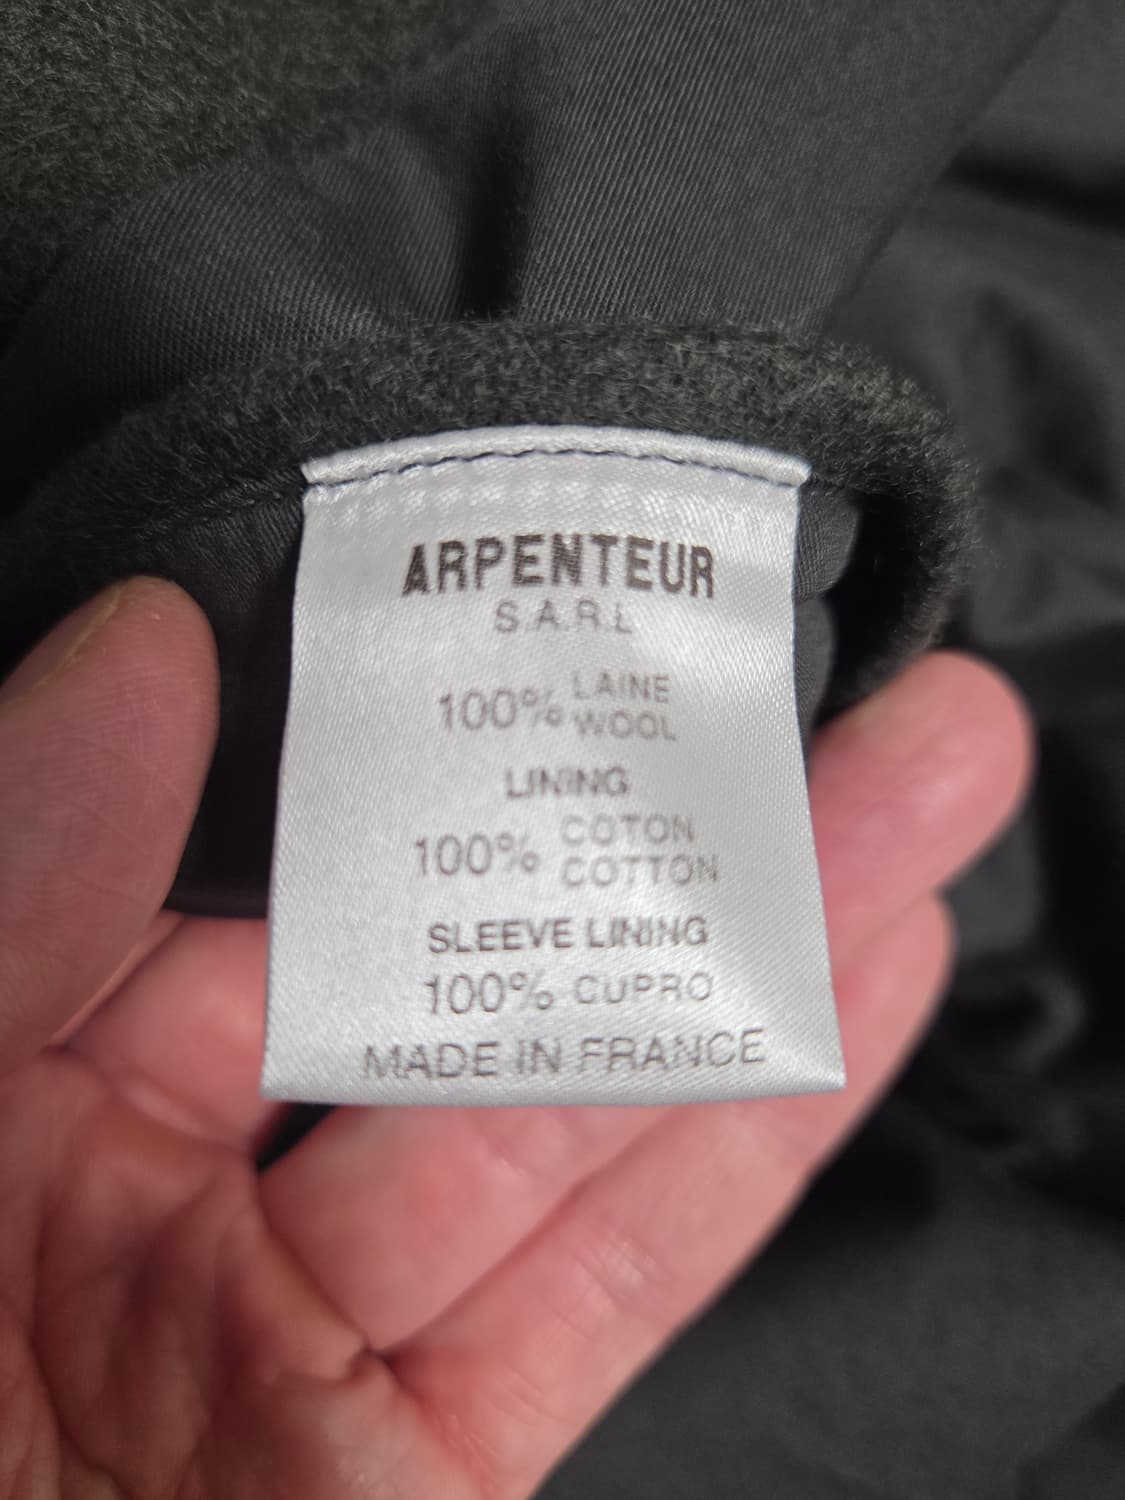 ARPENTEUR
S.A.R.L
100% LAINE
WOOL
LINING
100% COTON
COTTON
SLEEVE LINING
100% CUPRO
MADE IN FRANCE